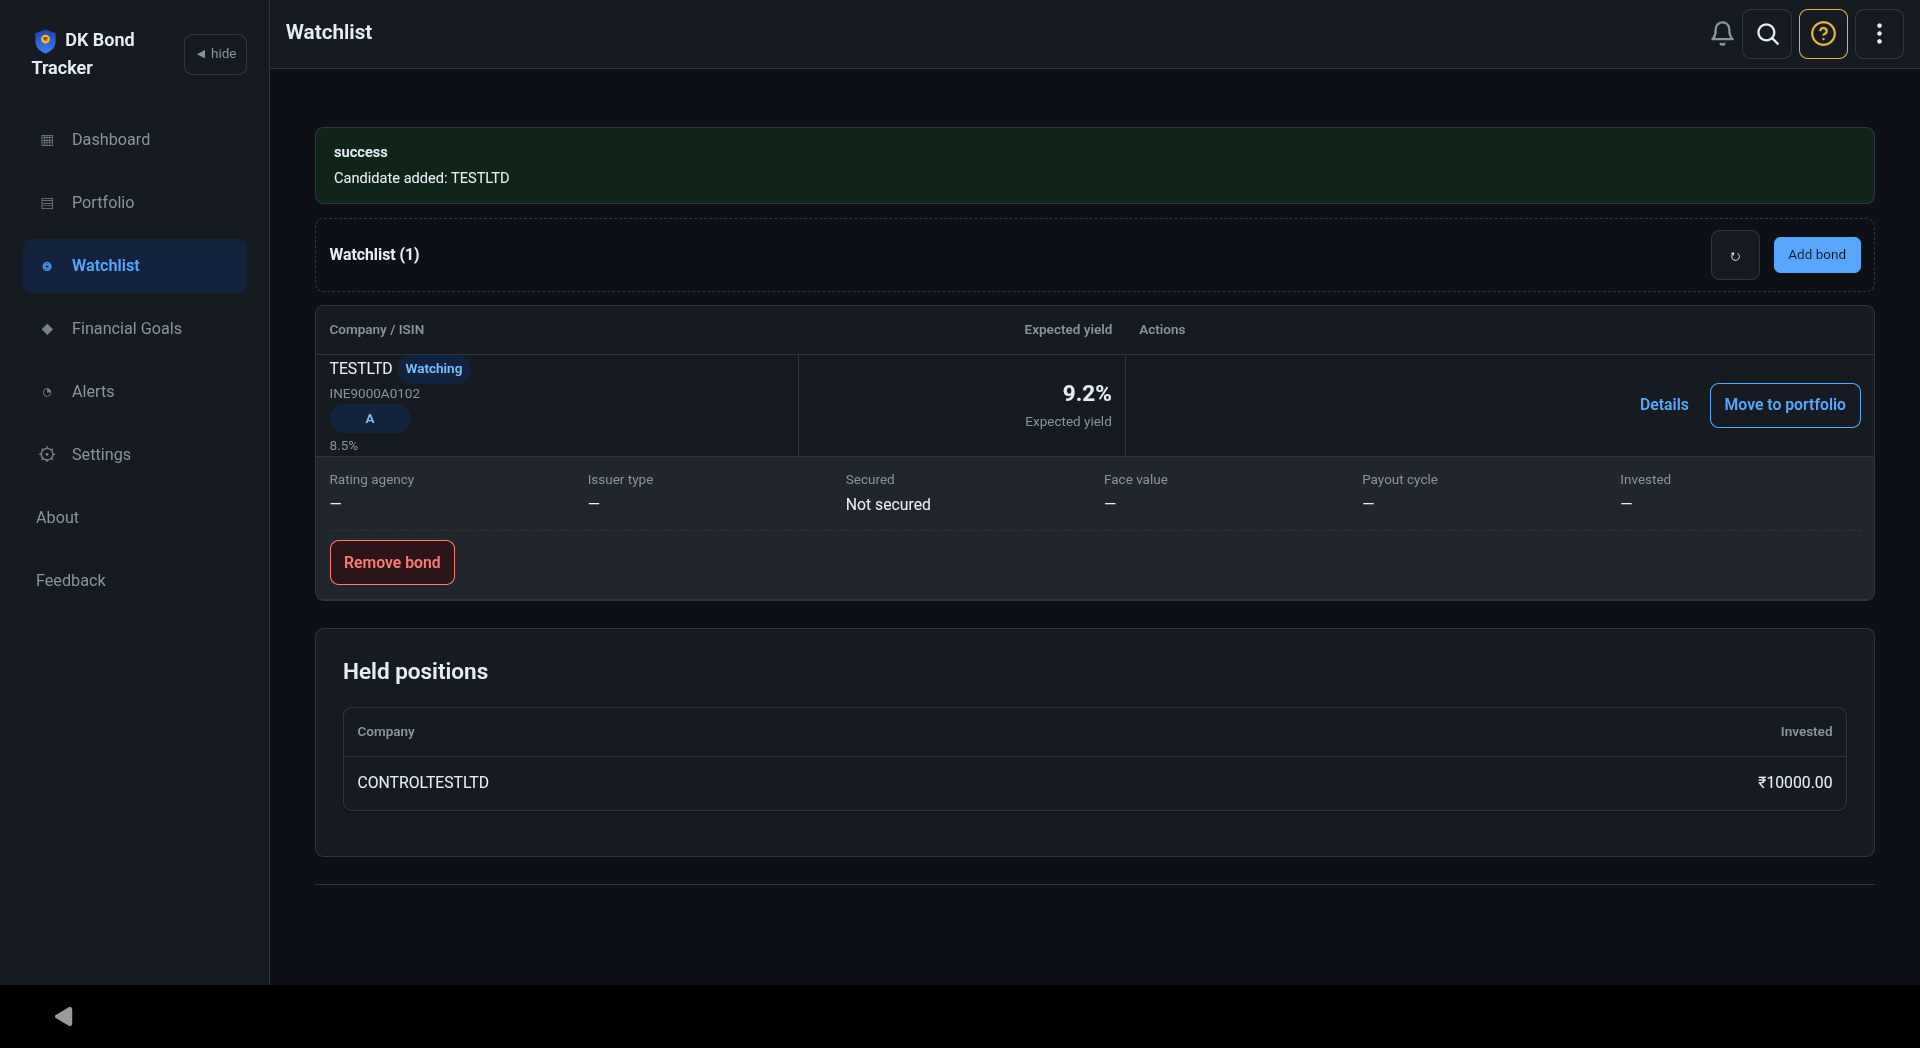 DK Bond Tracker
◄ hide
Dashboard
Portfolio
Watchlist
Financial Goals
Alerts
Settings
About
Feedback
Watchlist
success
Candidate added: TESTLTD
Watchlist (1)
Add bond
Company / ISIN
Expected yield
Actions
TESTLTD Watching
INE9000A0102
A
8.5%
9.2%
Expected yield
Details
Move to portfolio
Rating agency
—
Issuer type
—
Secured
Not secured
Face value
—
Payout cycle
—
Invested
—
Remove bond
Held positions
Company
Invested
CONTROLTESTLTD
₹10000.00